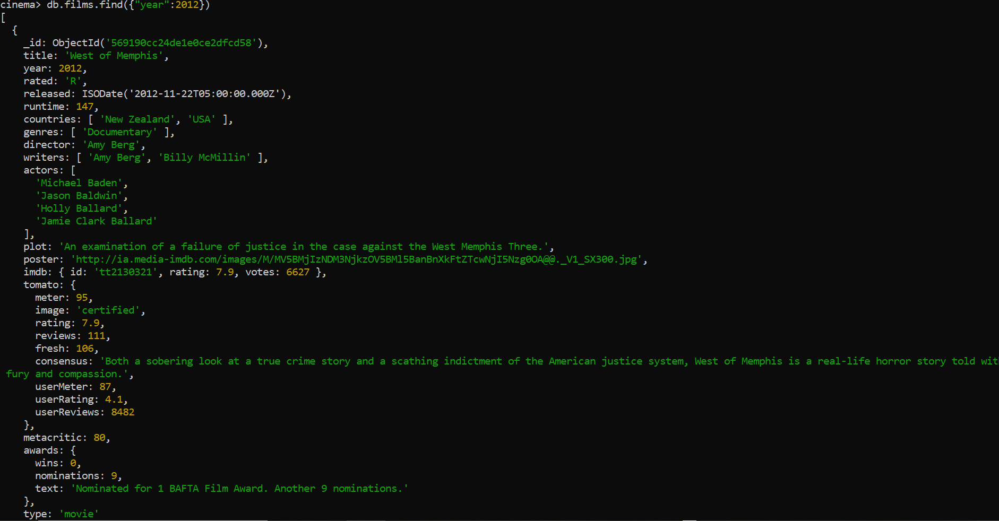 cinema> db.films.find({"year":2012})
[
  {
    _id: ObjectId('569190cc24de1e0ce2dfcd58'),
    title: 'West of Memphis',
    year: 2012,
    rated: 'R',
    released: ISODate('2012-11-22T05:00:00.000Z'),
    runtime: 147,
    countries: [ 'New Zealand', 'USA' ],
    genres: [ 'Documentary' ],
    director: 'Amy Berg',
    writers: [ 'Amy Berg', 'Billy McMillin' ],
    actors: [
      'Michael Baden',
      'Jason Baldwin',
      'Holly Ballard',
      'Jamie Clark Ballard'
    ],
    plot: 'An examination of a failure of justice in the case against the West Memphis Three.',
    poster: 'http://ia.media-imdb.com/images/M/MV5BMjIzNDM3NjkzOV5BMl5BanBnXkFtZTcwNjI5Nzg0OA@@._V1_SX300.jpg',
    imdb: { id: 'tt2130321', rating: 7.9, votes: 6627 },
    tomato: {
      meter: 95,
      image: 'certified',
      rating: 7.9,
      reviews: 111,
      fresh: 106,
      consensus: 'Both a sobering look at a true crime story and a scathing indictment of the American justice system, West of Memphis is a real-life horror story told with
 fury and compassion.',
      userMeter: 87,
      userRating: 4.1,
      userReviews: 8482
    },
    metacritic: 80,
    awards: {
      wins: 0,
      nominations: 9,
      text: 'Nominated for 1 BAFTA Film Award. Another 9 nominations.'
    },
    type: 'movie'